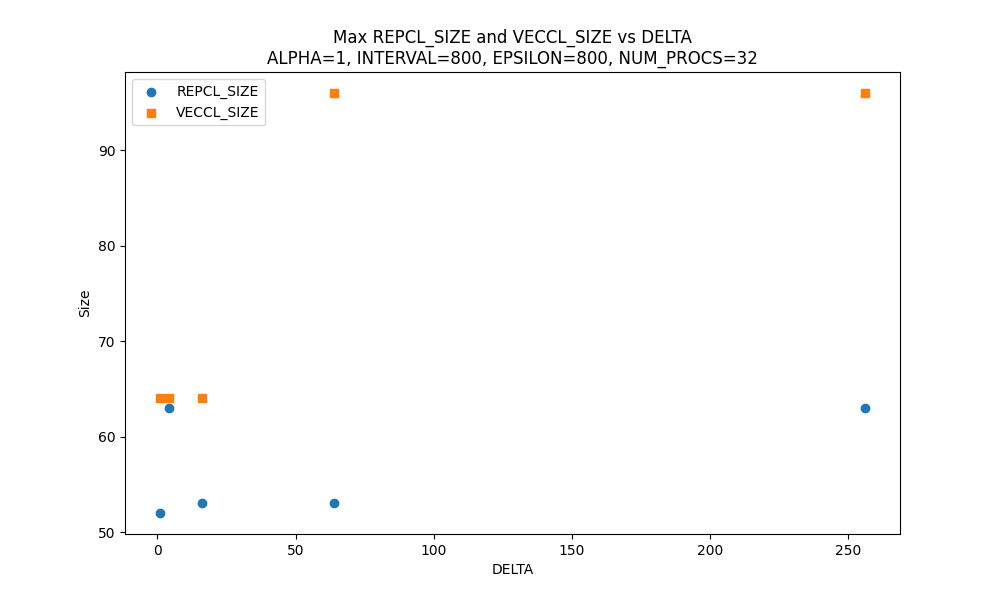 Max REPCL_SIZE and VECCL_SIZE vs DELTA
ALPHA=1, INTERVAL=800, EPSILON=800, NUM_PROCS=32
REPCL_SIZE
VECCL_SIZE
90
80
70
60
50
Size
0
50
100
150
200
250
DELTA